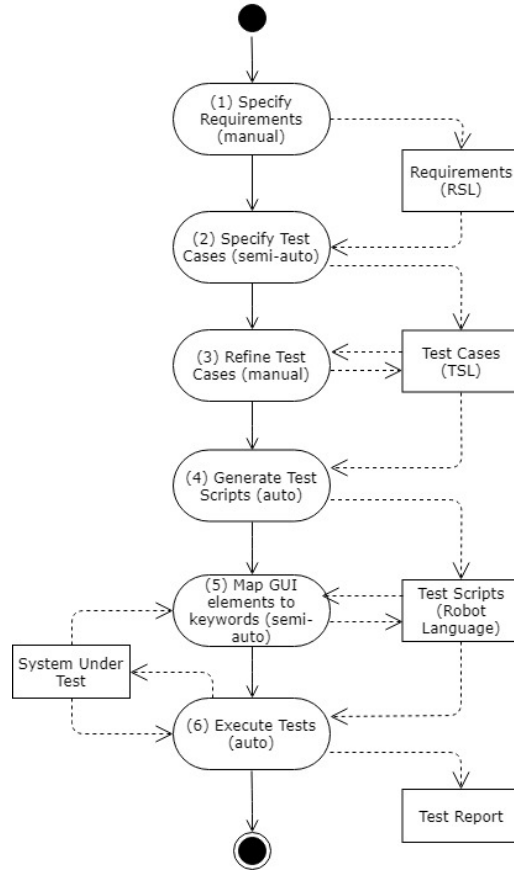 (1) Specify
Requirements
(manual)
Requirements
(RSL)
(2) Specify Test
Cases (semi-auto)
(3) Refine Test
Cases (manual)
Test Cases
(TSL)
(4) Generate Test
Scripts (auto)
(5) Map GUI
elements to
keywords (semi-
auto)
Test Scripts
(Robot
Language)
System Under
Test
(6) Execute Tests
(auto)
Test Report